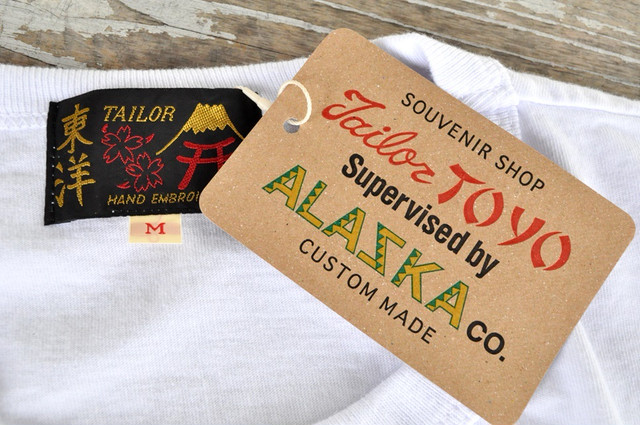 東洋
TAILOR
HAND EMBROI
M
SOUVENIR SHOP
Tailor TOYO
Supervised by
ALASKA CO.
CUSTOM MADE